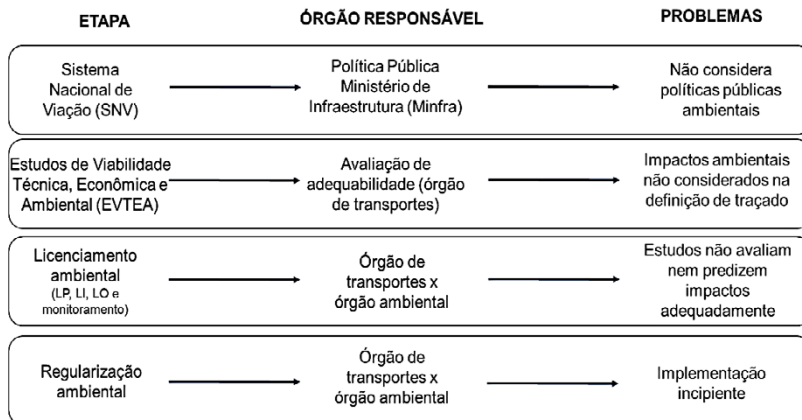 ETAPA
ÓRGÃO RESPONSÁVEL
PROBLEMAS
Sistema
Nacional de
Viação (SNV)
Política Pública
Ministério de
Infraestrutura (Minfra)
Não considera
políticas públicas
ambientais
Estudos de Viabilidade
Técnica, Econômica e
Ambiental (EVTEA)
Avaliação de
adequabilidade (órgão
de transportes)
Impactos ambientais
não considerados na
definição de traçado
Licenciamento
ambiental
(LP, LI, LO e
monitoramento)
Órgão de
transportes x
órgão ambiental
Estudos não avaliam
nem predizem
impactos
adequadamente
Regularização
ambiental
Órgão de
transportes x
órgão ambiental
Implementação
incipiente